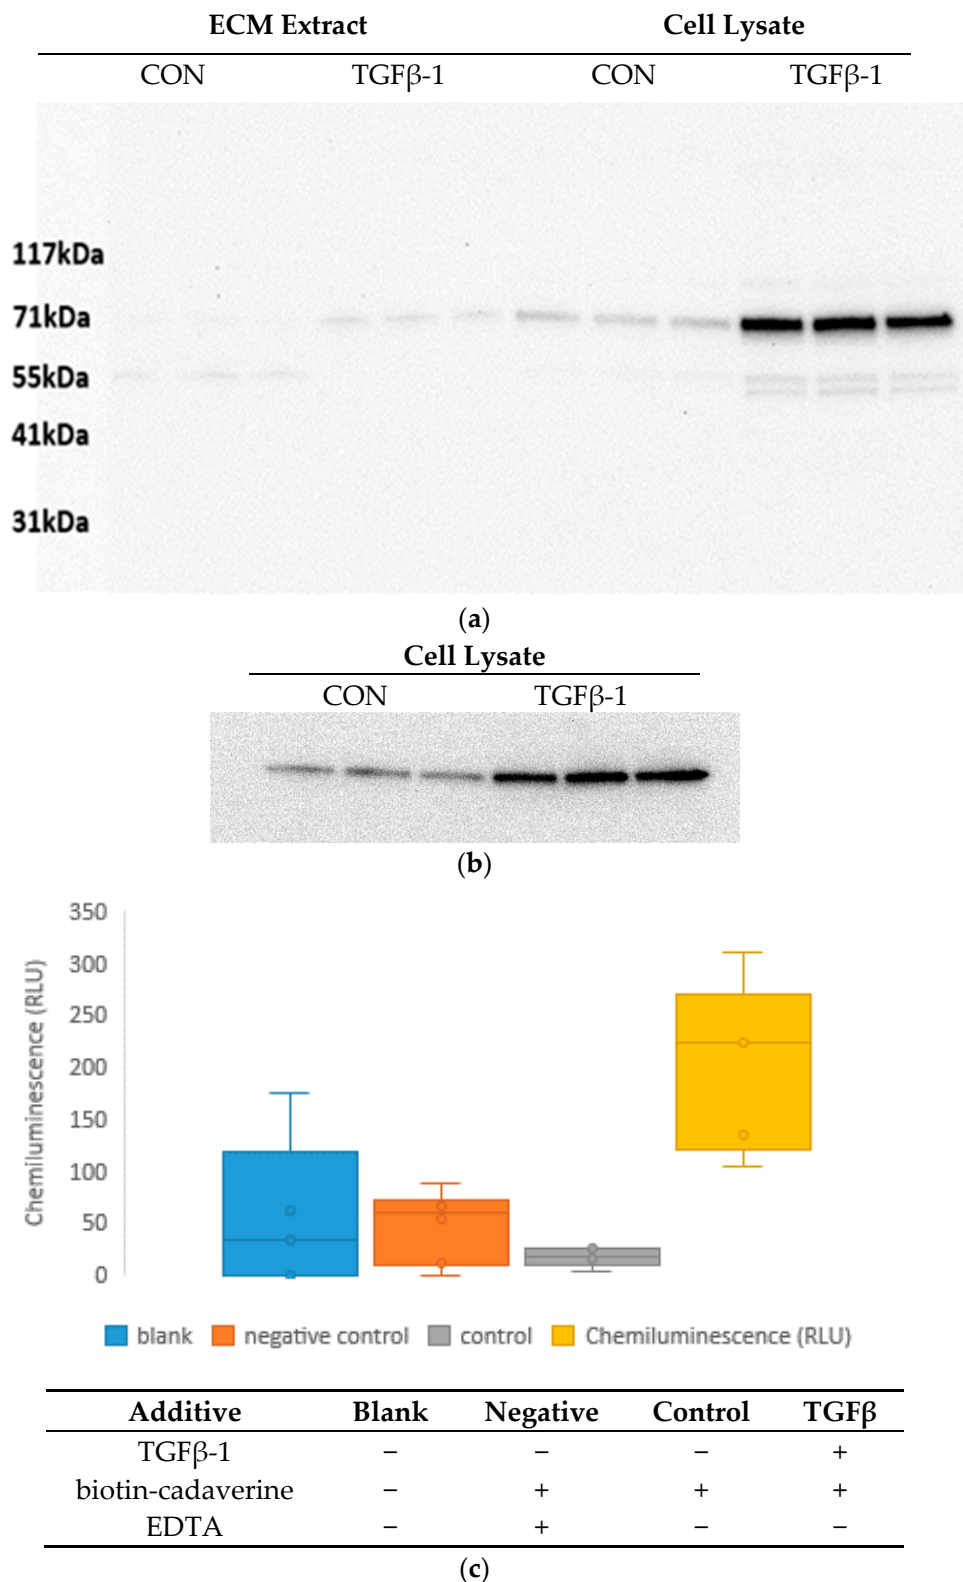 ECM Extract Cell Lysate
CON TGFβ-1 CON TGFβ-1
117kDa
71kDa
55kDa
41kDa
31kDa
(a)
Cell Lysate
CON TGFβ-1
(b)
Chemiluminescence (RLU)
350
300
250
200
150
100
50
0
blank negative control control Chemiluminescence (RLU)
Additive Blank Negative Control TGFβ
TGFβ-1 − − − +
biotin-cadaverine − + + +
EDTA − + − −
(c)